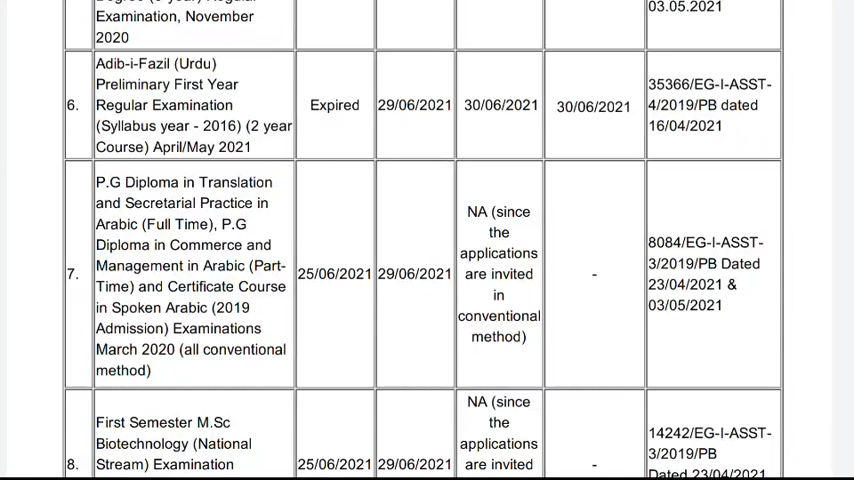 Examination, November
2020
03.05.2021
6.
Adib-i-Fazil (Urdu)
Preliminary First Year
Regular Examination
(Syllabus year - 2016) (2 year
Course) April/May 2021
Expired
29/06/2021
30/06/2021
30/06/2021
35366/EG-I-ASST-
4/2019/PB dated
16/04/2021
7.
P.G Diploma in Translation
and Secretarial Practice in
Arabic (Full Time), P.G
Diploma in Commerce and
Management in Arabic (Part-
Time) and Certificate Course
in Spoken Arabic (2019
Admission) Examinations
March 2020 (all conventional
method)
25/06/2021
29/06/2021
NA (since
the
applications
are invited
in
conventional
method)
-
8084/EG-I-ASST-
3/2019/PB Dated
23/04/2021 &
03/05/2021
8.
First Semester M.Sc
Biotechnology (National
Stream) Examination
25/06/2021
29/06/2021
NA (since
the
applications
are invited
-
14242/EG-I-ASST-
3/2019/PB
Dated 23/04/2021